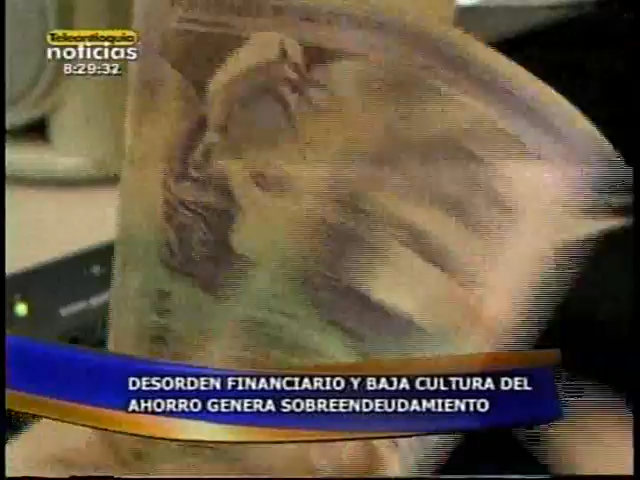 Teleantioquia
noticias
8:29:32
DESORDEN FINANCIARIO Y BAJA CULTURA DEL
AHORRO GENERA SOBREENDEUDAMIENTO